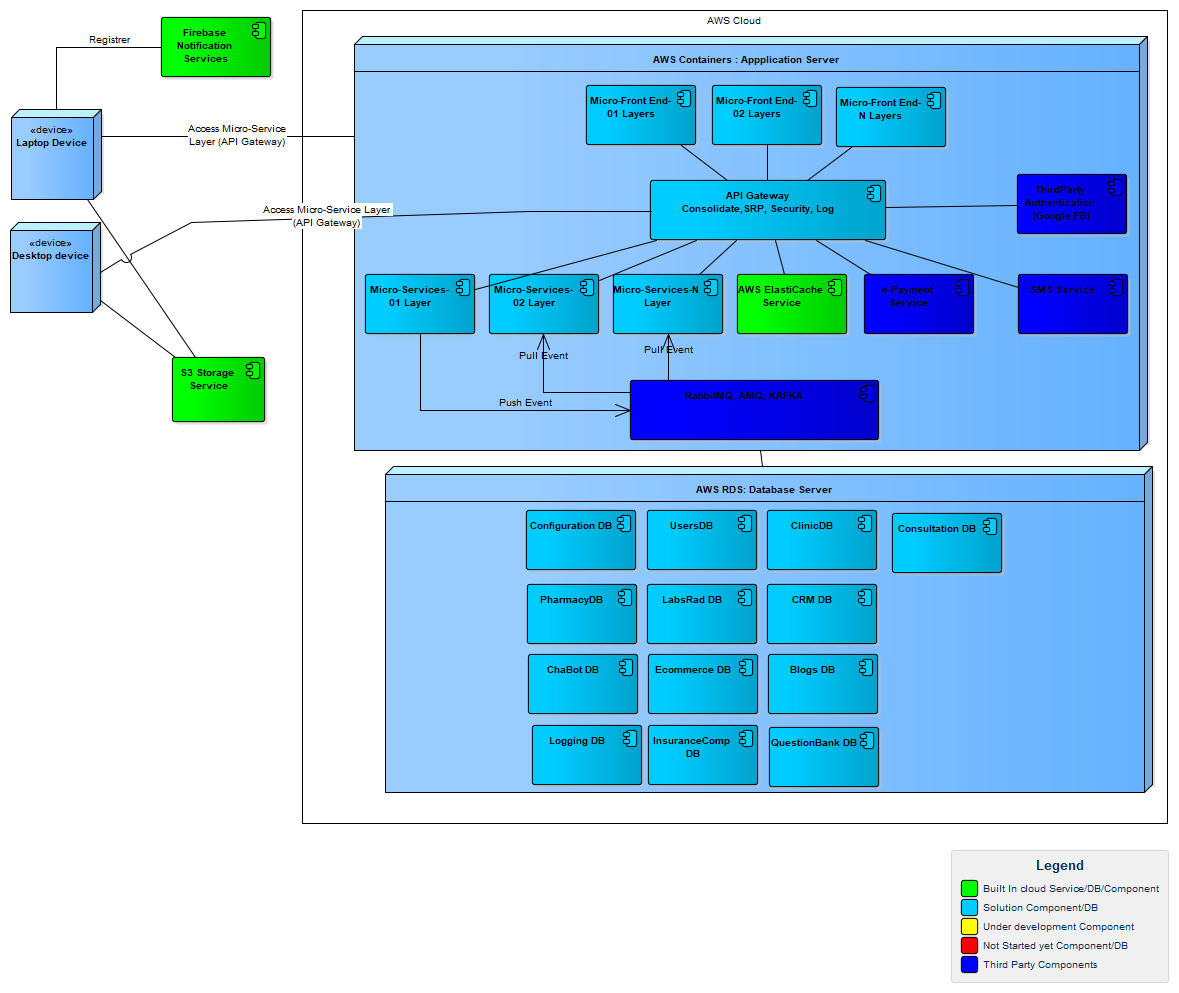 AWS Cloud
Firebase
Notification
Services
Registrer
AWS Containers : Appplication Server
Micro-Front End-
01 Layers
Micro-Front End-
02 Layers
Micro-Front End-
N Layers
«device»
Laptop Device
Access Micro-Service
Layer (API Gateway)
API Gateway
Consolidate,SRP, Security, Log
ThirdParty
Authentication
(Google,FB)
Access Micro-Service Layer
(API Gateway)
«device»
Desktop device
Micro-Services-
01 Layer
Micro-Services-
02 Layer
Micro-Services-N
Layer
AWS ElastiCache
Service
e-Payment
Service
SMS Service
Pull Event
Pull Event
S3 Storage
Service
Push Event
RabbitMQ, AMQ, KAFKA
AWS RDS: Database Server
Configuration DB
UsersDB
ClinicDB
Consultation DB
PharmacyDB
LabsRad DB
CRM DB
ChaBot DB
Ecommerce DB
Blogs DB
Logging DB
InsuranceComp
DB
QuestionBank DB
Legend
Built In cloud Service/DB/Component
Solution Component/DB
Under development Component
Not Started yet Component/DB
Third Party Components